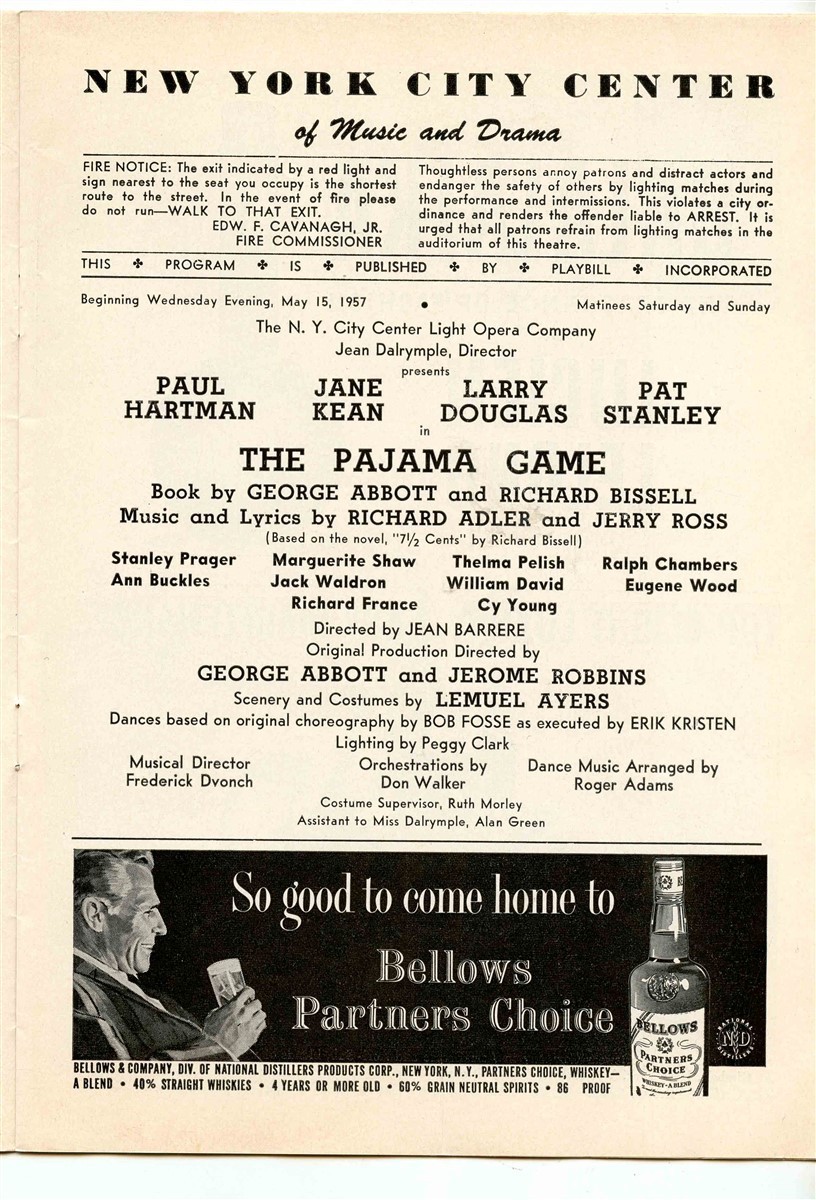 NEW YORK CITY CENTER
of Music and Drama
FIRE NOTICE: The exit indicated by a red light and
sign nearest to the seat you occupy is the shortest
route to the street. In the event of fire please
do not run—WALK TO THAT EXIT.
EDW. F. CAVANAGH, JR.
FIRE COMMISSIONER
Thoughtless persons annoy patrons and distract actors and
endanger the safety of others by lighting matches during
the performance and intermissions. This violates a city or-
dinance and renders the offender liable to ARREST. It is
urged that all patrons refrain from lighting matches in the
auditorium of this theatre.
THIS ✤ PROGRAM ✤ IS ✤ PUBLISHED ✤ BY ✤ PLAYBILL ✤ INCORPORATED
Beginning Wednesday Evening, May 15, 1957 • Matinees Saturday and Sunday
The N. Y. City Center Light Opera Company
Jean Dalrymple, Director
presents
PAUL JANE LARRY PAT
HARTMAN KEAN DOUGLAS STANLEY
in
THE PAJAMA GAME
Book by GEORGE ABBOTT and RICHARD BISSELL
Music and Lyrics by RICHARD ADLER and JERRY ROSS
(Based on the novel, "7½ Cents" by Richard Bissell)
Stanley Prager Marguerite Shaw Thelma Pelish Ralph Chambers
Ann Buckles Jack Waldron William David Eugene Wood
Richard France Cy Young
Directed by JEAN BARRERE
Original Production Directed by
GEORGE ABBOTT and JEROME ROBBINS
Scenery and Costumes by LEMUEL AYERS
Dances based on original choreography by BOB FOSSE as executed by ERIK KRISTEN
Lighting by Peggy Clark
Musical Director Orchestrations by Dance Music Arranged by
Frederick Dvonch Don Walker Roger Adams
Costume Supervisor, Ruth Morley
Assistant to Miss Dalrymple, Alan Green
So good to come home to
Bellows
Partners Choice
BELLOWS
PARTNERS
CHOICE
WHISKEY-A BLEND
NATIONAL
ND
DISTILLERS
BELLOWS & COMPANY, DIV. OF NATIONAL DISTILLERS PRODUCTS CORP., NEW YORK, N.Y., PARTNERS CHOICE, WHISKEY—
A BLEND • 40% STRAIGHT WHISKIES • 4 YEARS OR MORE OLD • 60% GRAIN NEUTRAL SPIRITS • 86 PROOF